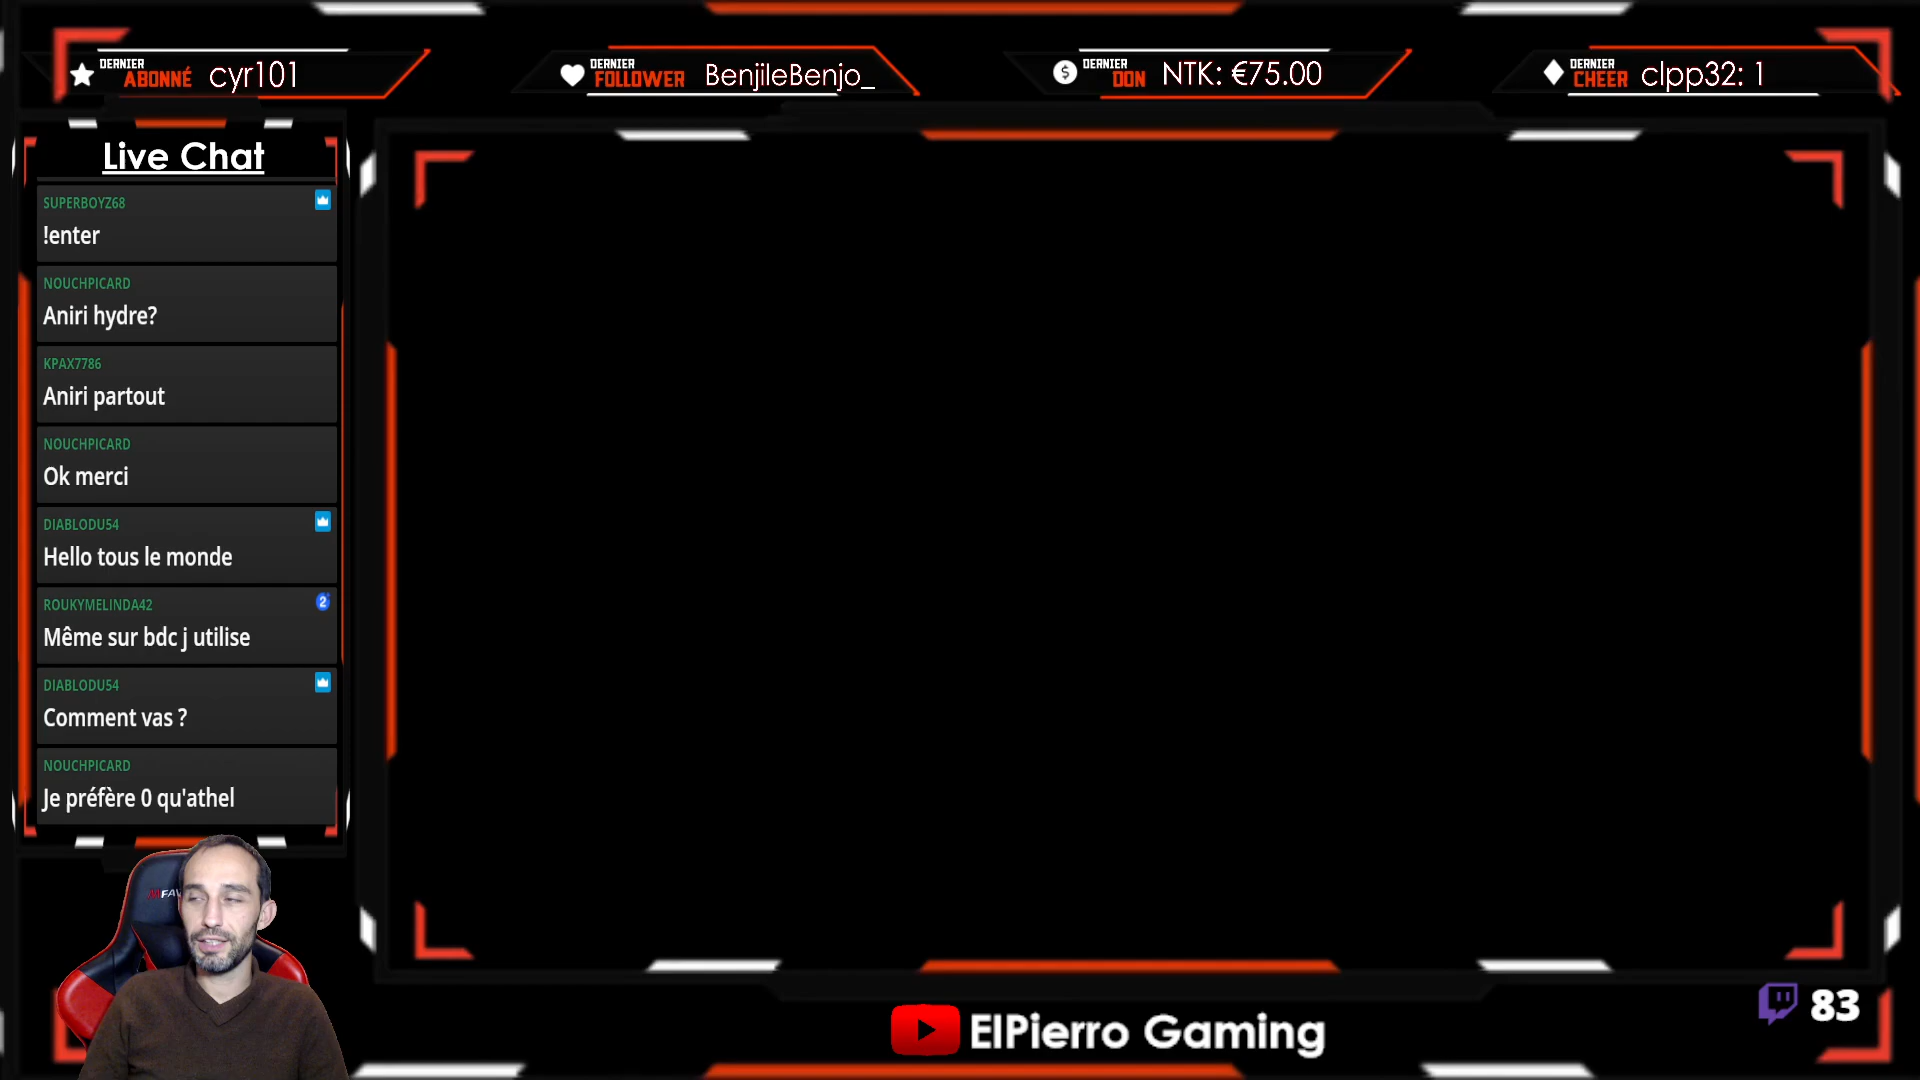 DERNIER ABONNÉ cyr101
DERNIER FOLLOWER BenjileBenjo_
DERNIER DON NTK: €75.00
DERNIER CHEER clpp32: 1
Live Chat
SUPERBOYZ68
!enter
NOUCHPICARD
Aniri hydre?
KPAX7786
Aniri partout
NOUCHPICARD
Ok merci
DIABLODU54
Hello tous le monde
ROUKYMELINDA42
2
Même sur bdc j utilise
DIABLODU54
Comment vas ?
NOUCHPICARD
Je préfère 0 qu'athel
ElPierro Gaming
83